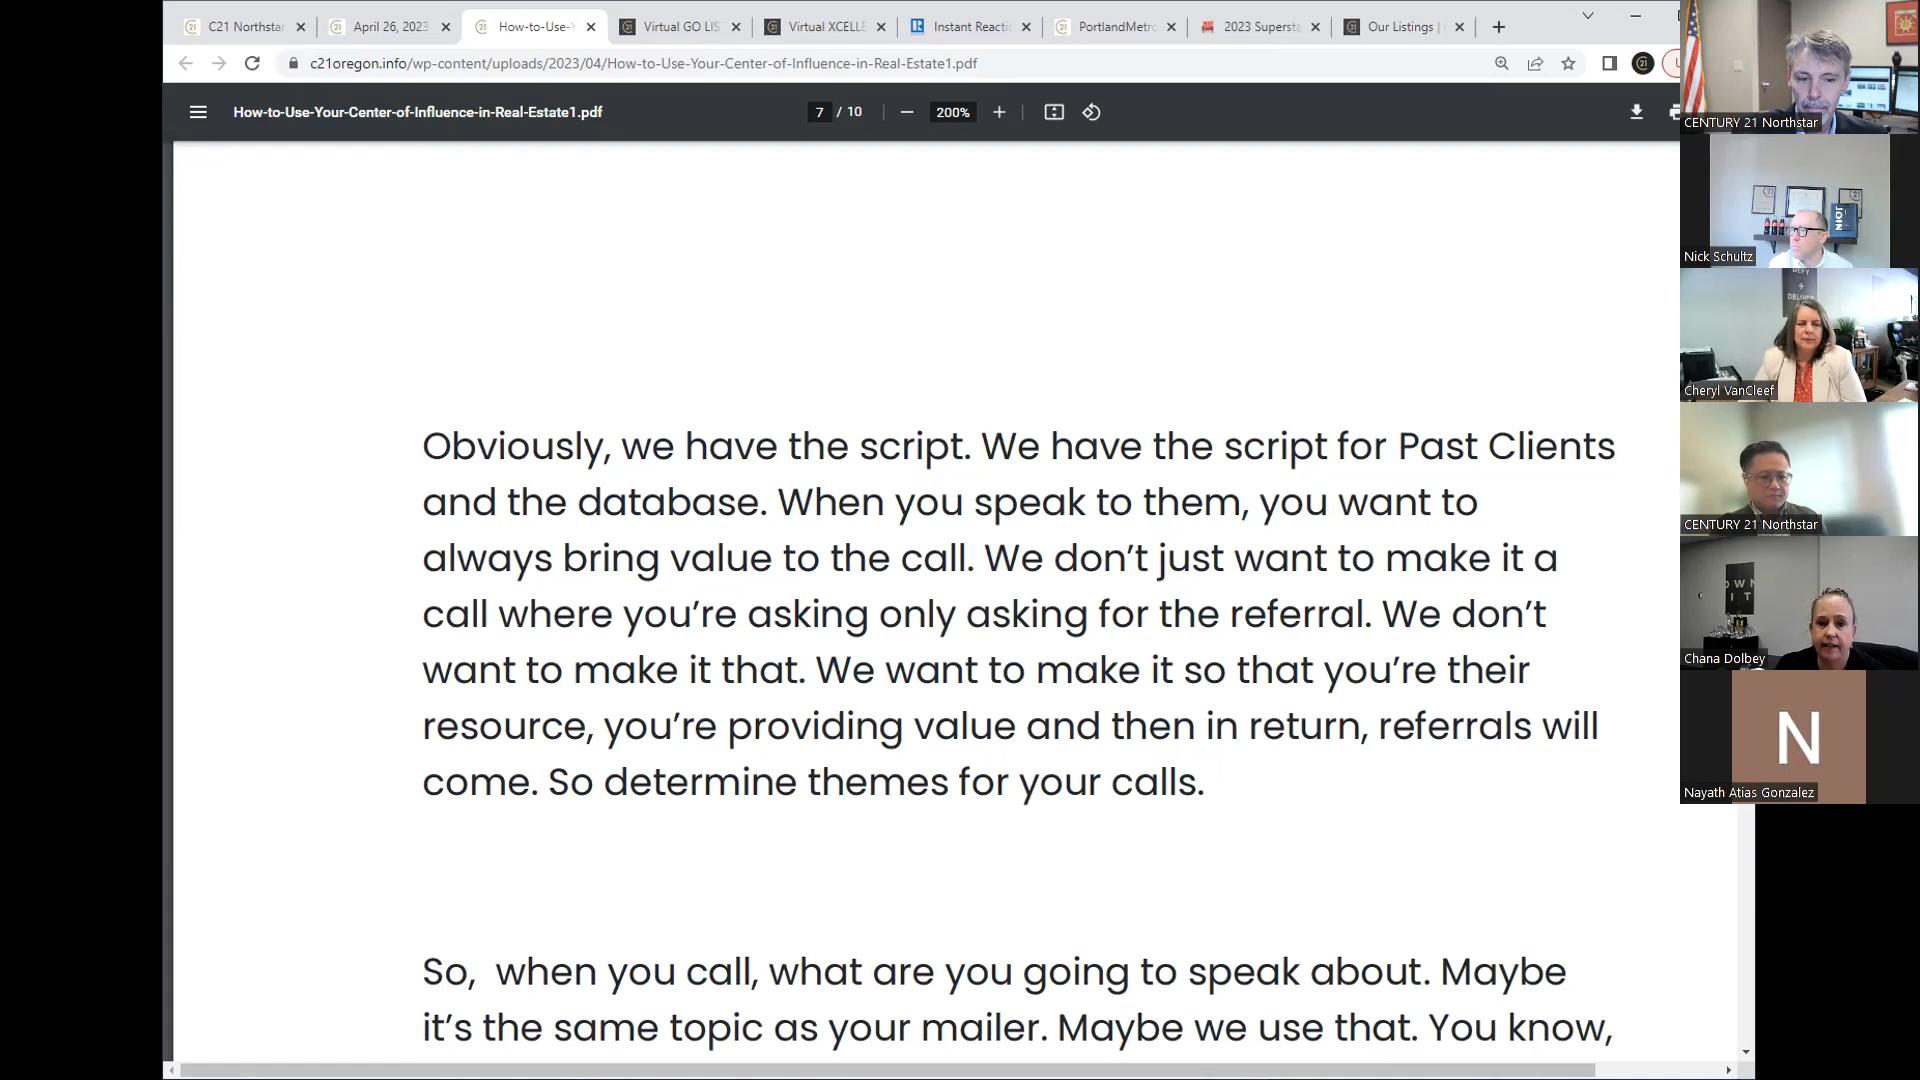 C21 Northstar
April 26, 2023
How-to-Use-Y
Virtual GO LIS
Virtual XCELLE
Instant Reacti
PortlandMetro
2023 Supersta
Our Listings |
c21oregon.info/wp-content/uploads/2023/04/How-to-Use-Your-Center-of-Influence-in-Real-Estate1.pdf
How-to-Use-Your-Center-of-Influence-in-Real-Estate1.pdf
7 / 10
200%
Obviously, we have the script. We have the script for Past Clients
and the database. When you speak to them, you want to
always bring value to the call. We don’t just want to make it a
call where you’re asking only asking for the referral. We don’t
want to make it that. We want to make it so that you’re their
resource, you’re providing value and then in return, referrals will
come. So determine themes for your calls.
So,  when you call, what are you going to speak about. Maybe
it’s the same topic as your mailer. Maybe we use that. You know,
CENTURY 21 Northstar
JOIN
Nick Schultz
DEFY
+
DELIVER
Cheryl VanCleef
CENTURY 21 Northstar
OWN
IT
Chana Dolbey
N
Nayath Atias Gonzalez